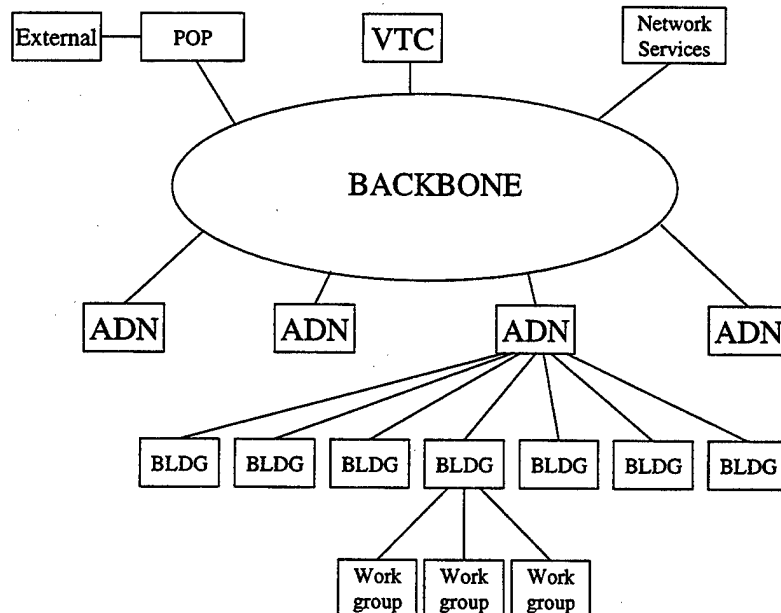 External
POP
VTC
Network
Services
BACKBONE
ADN
ADN
ADN
ADN
BLDG
BLDG
BLDG
BLDG
BLDG
BLDG
BLDG
Work
group
Work
group
Work
group